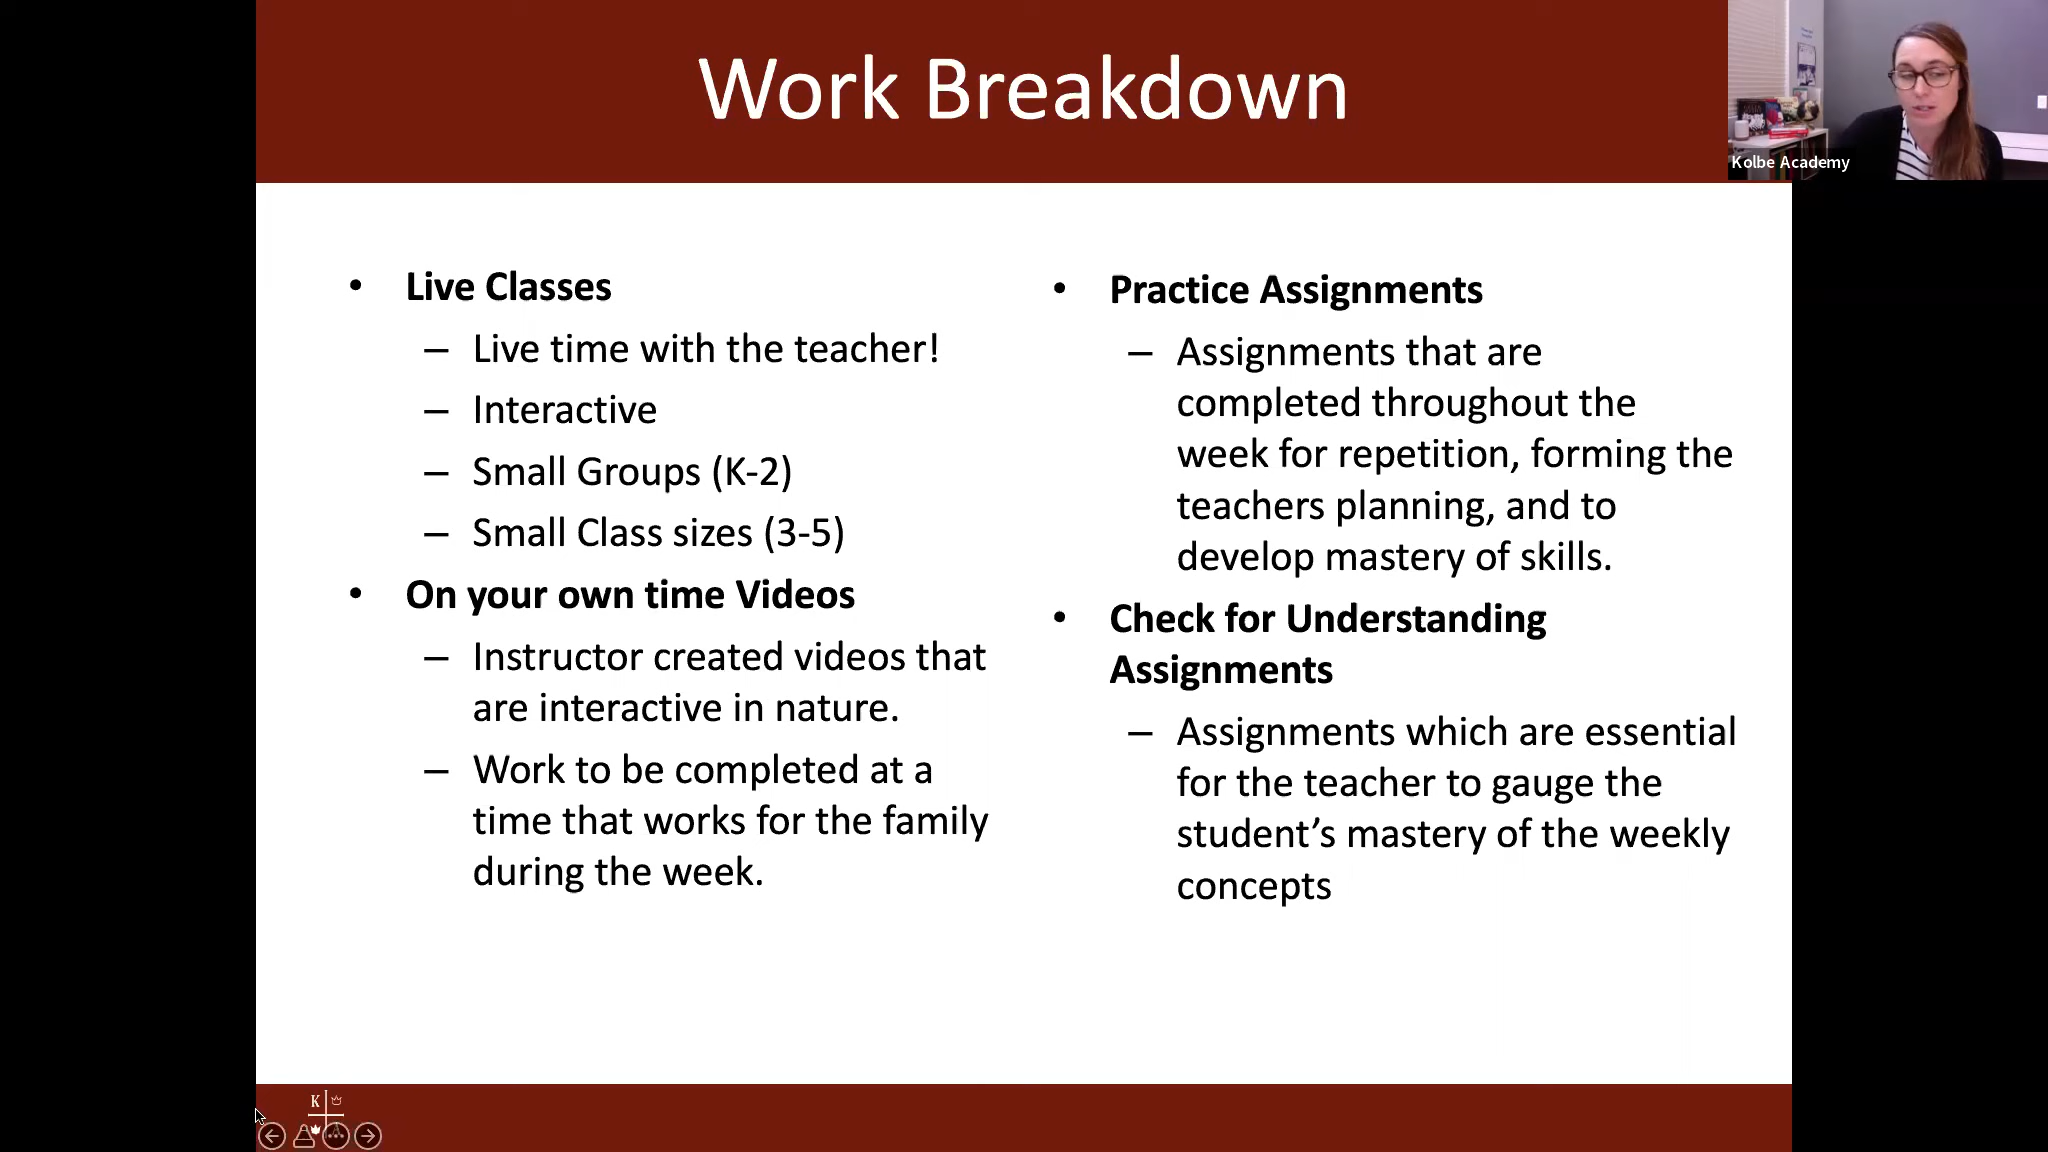 Work Breakdown
Kolbe Academy
• Live Classes
– Live time with the teacher!
– Interactive
– Small Groups (K-2)
– Small Class sizes (3-5)
• On your own time Videos
– Instructor created videos that
are interactive in nature.
– Work to be completed at a
time that works for the family
during the week.
• Practice Assignments
– Assignments that are
completed throughout the
week for repetition, forming the
teachers planning, and to
develop mastery of skills.
• Check for Understanding
Assignments
– Assignments which are essential
for the teacher to gauge the
student’s mastery of the weekly
concepts
K